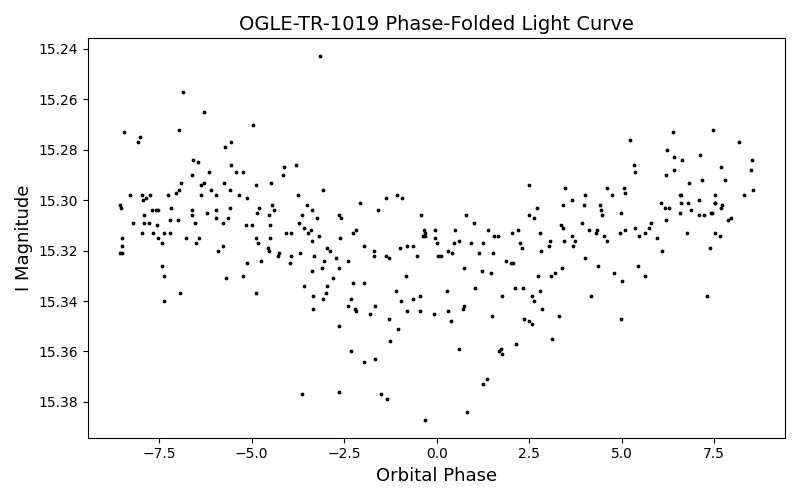 OGLE-TR-1019 Phase-Folded Light Curve
I Magnitude
15.24
15.26
15.28
15.30
15.32
15.34
15.36
15.38
−7.5 −5.0 −2.5 0.0 2.5 5.0 7.5
Orbital Phase